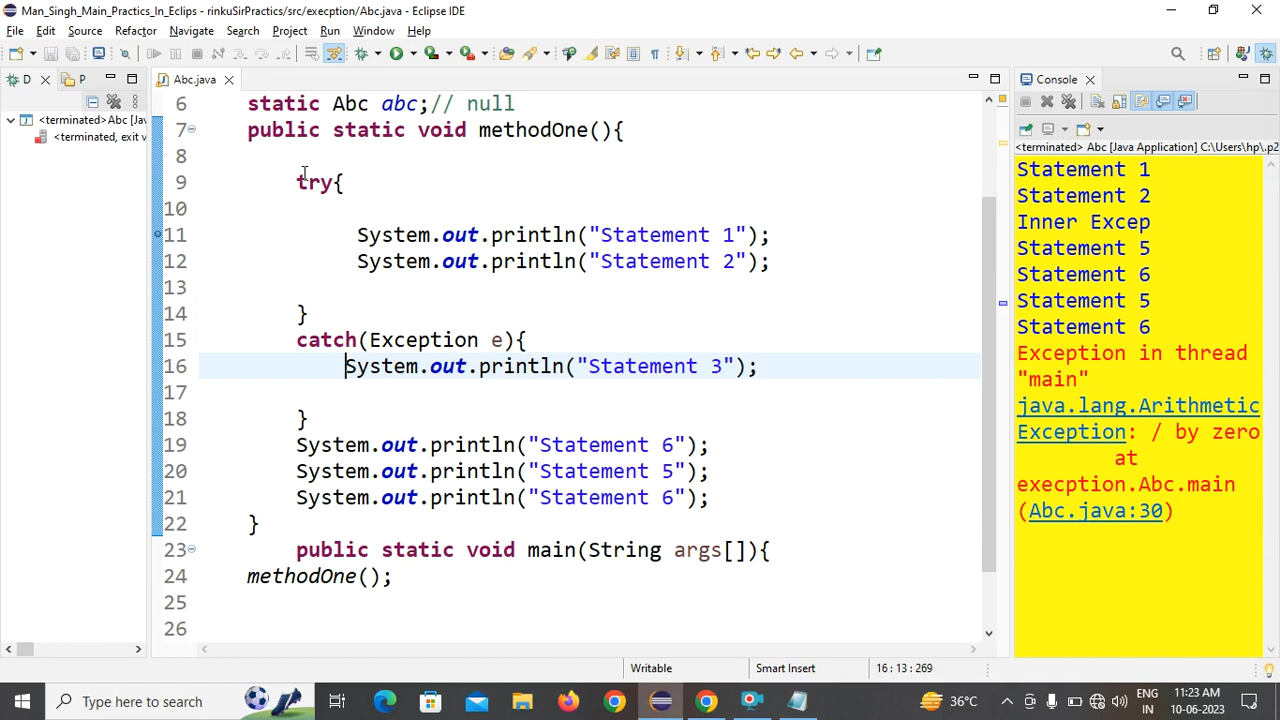 Man_Singh_Main_Practics_In_Eclips - rinkuSirPractics/src/execption/Abc.java - Eclipse IDE
File Edit Source Refactor Navigate Search Project Run Window Help
D P
Abc.java
Console
<terminated> Abc [Jav
<terminated, exit v
6 static Abc abc;// null
7 public static void methodOne(){
8
9 try{
10
11 System.out.println("Statement 1");
12 System.out.println("Statement 2");
13
14 }
15 catch(Exception e){
16 System.out.println("Statement 3");
17
18 }
19 System.out.println("Statement 6");
20 System.out.println("Statement 5");
21 System.out.println("Statement 6");
22 }
23 public static void main(String args[]){
24 methodOne();
25
26
<terminated> Abc [Java Application] C:\Users\hp\.p2
Statement 1
Statement 2
Inner Excep
Statement 5
Statement 6
Statement 5
Statement 6
Exception in thread
"main"
java.lang.Arithmetic
Exception: / by zero
at
execption.Abc.main
(Abc.java:30)
Writable Smart Insert 16 : 13 : 269
Type here to search
36°C
ENG
IN
11:23 AM
10-06-2023